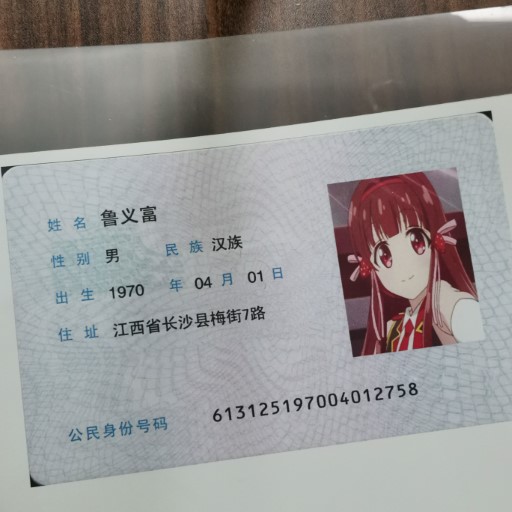 姓名 鲁义富
性别 男 民族 汉族
出生 1970 年 04 月 01 日
住址 江西省长沙县梅街7路
公民身份号码 613125197004012758